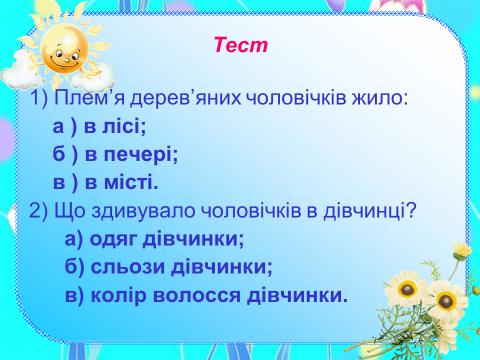 Тест
1) Плем’я дерев’яних чоловічків жило:
а ) в лісі;
б ) в печері;
в ) в місті.
2) Що здивувало чоловічків в дівчинці?
а) одяг дівчинки;
б) сльози дівчинки;
в) колір волосся дівчинки.